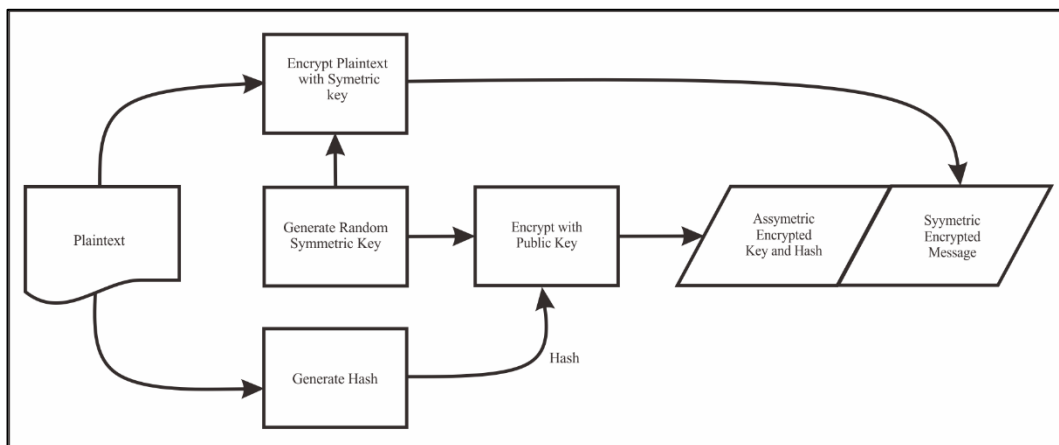 Encrypt Plaintext
with Symetric
key
Plaintext
Generate Random
Symmetric Key
Encrypt with
Public Key
Assymetric
Encrypted
Key and Hash
Syymetric
Encrypted
Message
Generate Hash
Hash